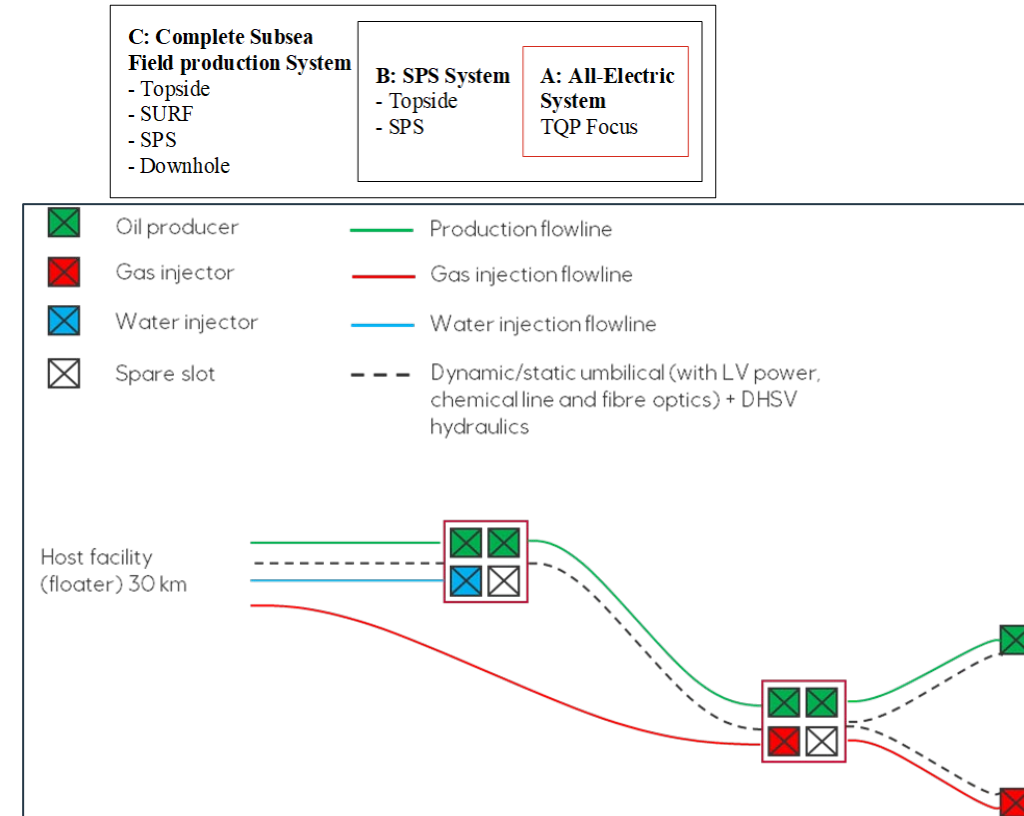 C: Complete Subsea
Field production System
- Topside
- SURF
- SPS
- Downhole
B: SPS System
- Topside
- SPS
A: All-Electric
System
TQP Focus
Oil producer
Gas injector
Water injector
Spare slot
Production flowline
Gas injection flowline
Water injection flowline
Dynamic/static umbilical (with LV power,
chemical line and fibre optics) + DHSV
hydraulics
Host facility
(floater) 30 km